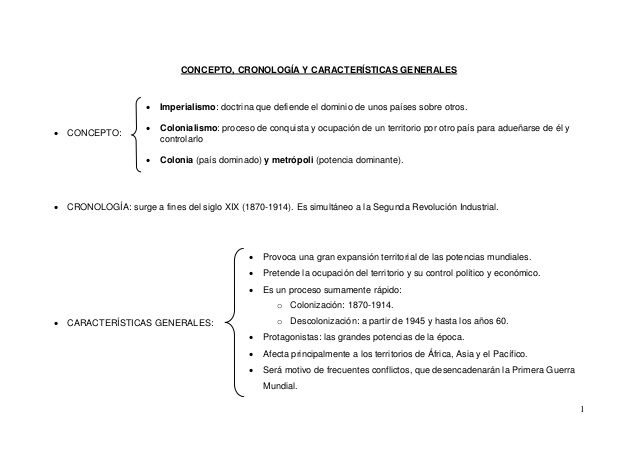 CONCEPTO, CRONOLOGÍA Y CARACTERÍSTICAS GENERALES
• CONCEPTO:
• Imperialismo: doctrina que defiende el dominio de unos países sobre otros.
• Colonialismo: proceso de conquista y ocupación de un territorio por otro país para adueñarse de él y
controlarlo
• Colonia (país dominado) y metrópoli (potencia dominante).
• CRONOLOGÍA: surge a fines del siglo XIX (1870-1914). Es simultáneo a la Segunda Revolución Industrial.
• CARACTERÍSTICAS GENERALES:
• Provoca una gran expansión territorial de las potencias mundiales.
• Pretende la ocupación del territorio y su control político y económico.
• Es un proceso sumamente rápido:
o Colonización: 1870-1914.
o Descolonización: a partir de 1945 y hasta los años 60.
• Protagonistas: las grandes potencias de la época.
• Afecta principalmente a los territorios de África, Asia y el Pacífico.
• Será motivo de frecuentes conflictos, que desencadenarán la Primera Guerra
Mundial.
1